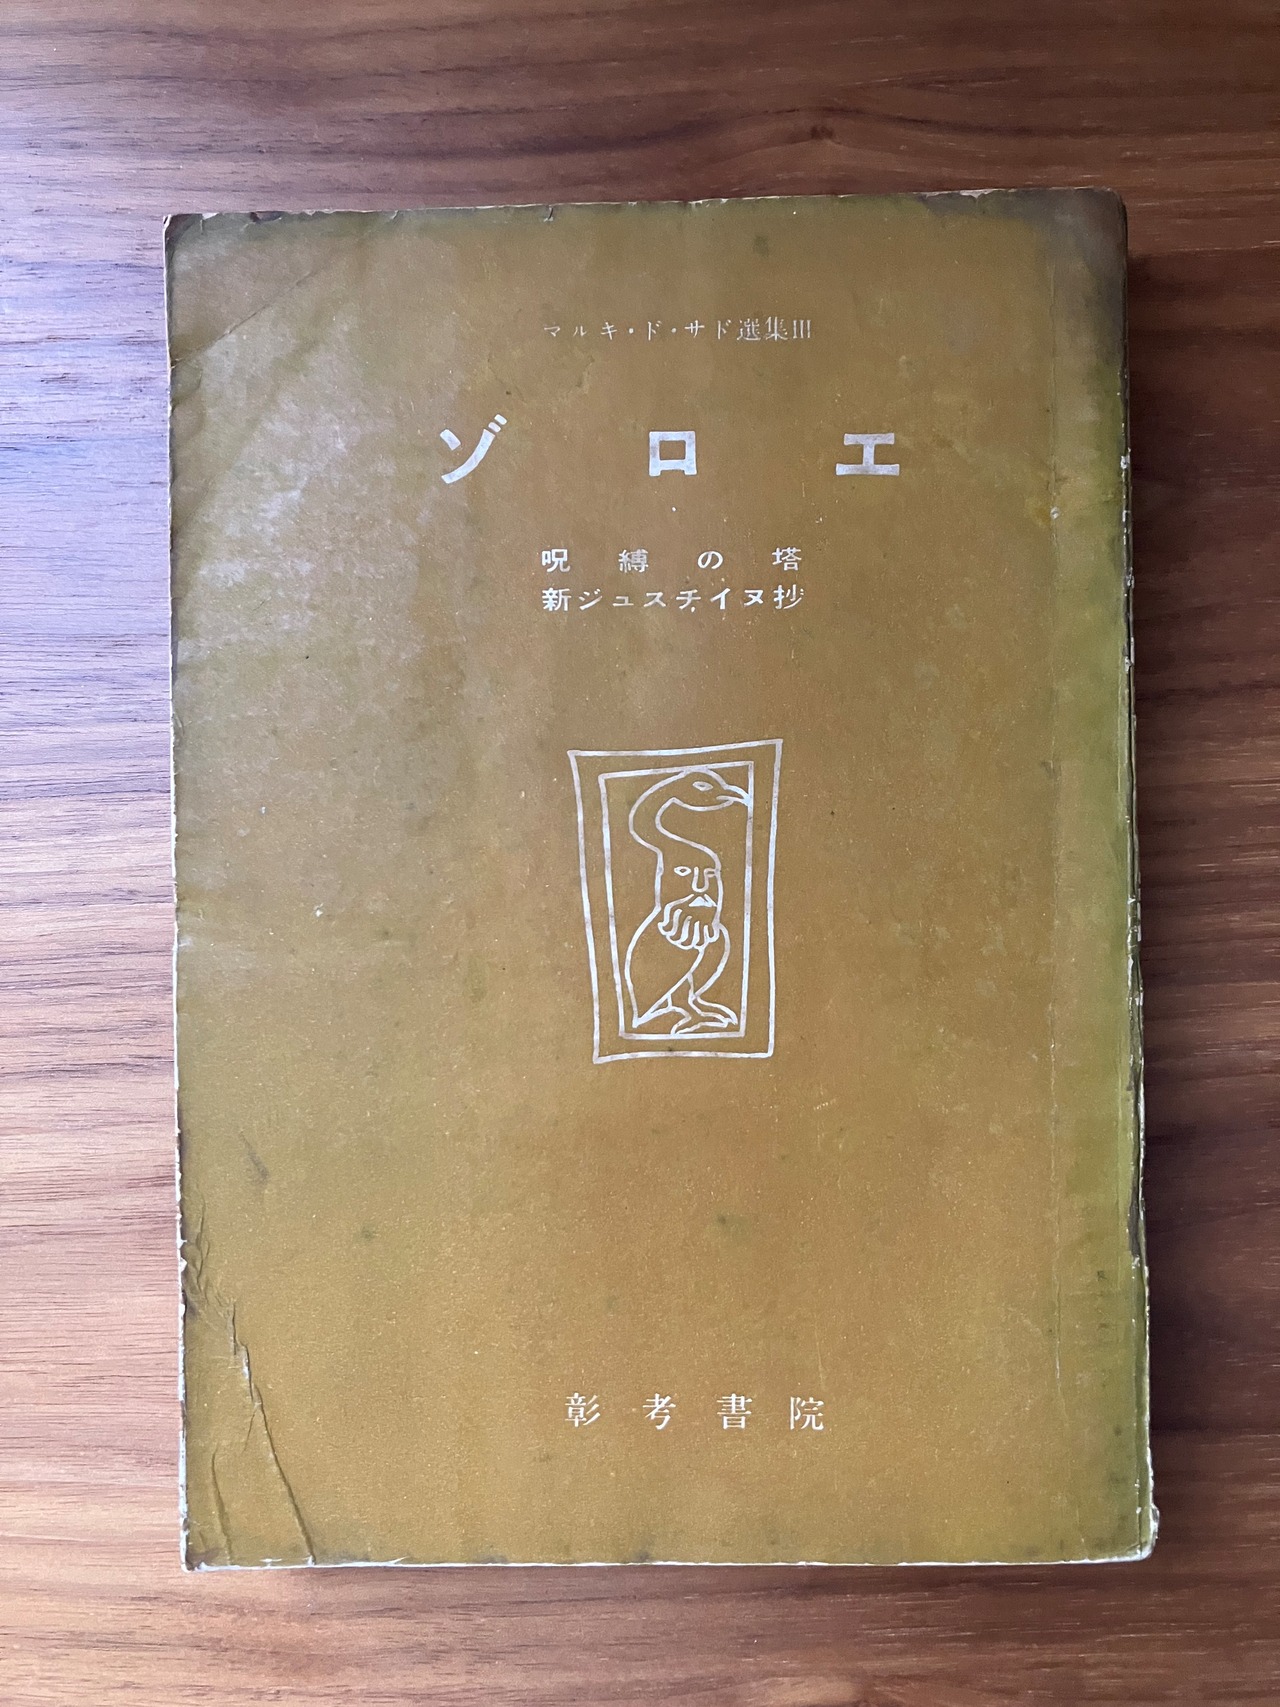 マルキ・ド・サド選集III
ゾロエ
呪縛の塔
新ジュスチイヌ抄
彰考書院